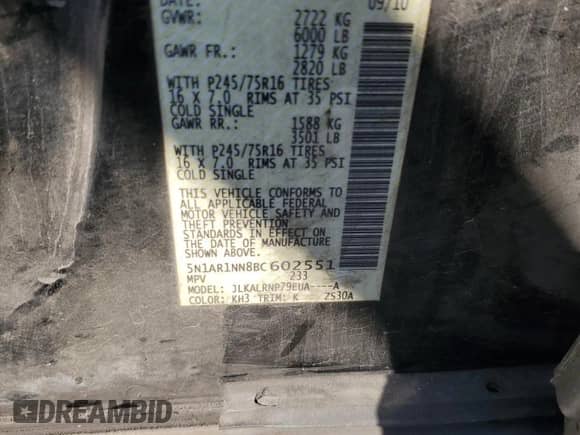 DATE: 09/10
GVWR: 2722 KG
6000 LB
GAWR FR.: 1279 KG
2820 LB
WITH P245/75R16 TIRES
16 X 7.0 RIMS AT 35 PSI
COLD SINGLE
GAWR RR.: 1588 KG
3501 LB
WITH P245/75R16 TIRES
16 X 7.0 RIMS AT 35 PSI
COLD SINGLE
THIS VEHICLE CONFORMS TO
ALL APPLICABLE FEDERAL
MOTOR VEHICLE SAFETY AND
THEFT PREVENTION
STANDARDS IN EFFECT ON
THE DATE OF MANUFACTURE
SHOWN ABOVE.
5N1AR1NN8BC602551
MPV 233
MODEL: JLKALRNP79EUA----A
COLOR: KH3 TRIM: K ZS30A
DREAMBID